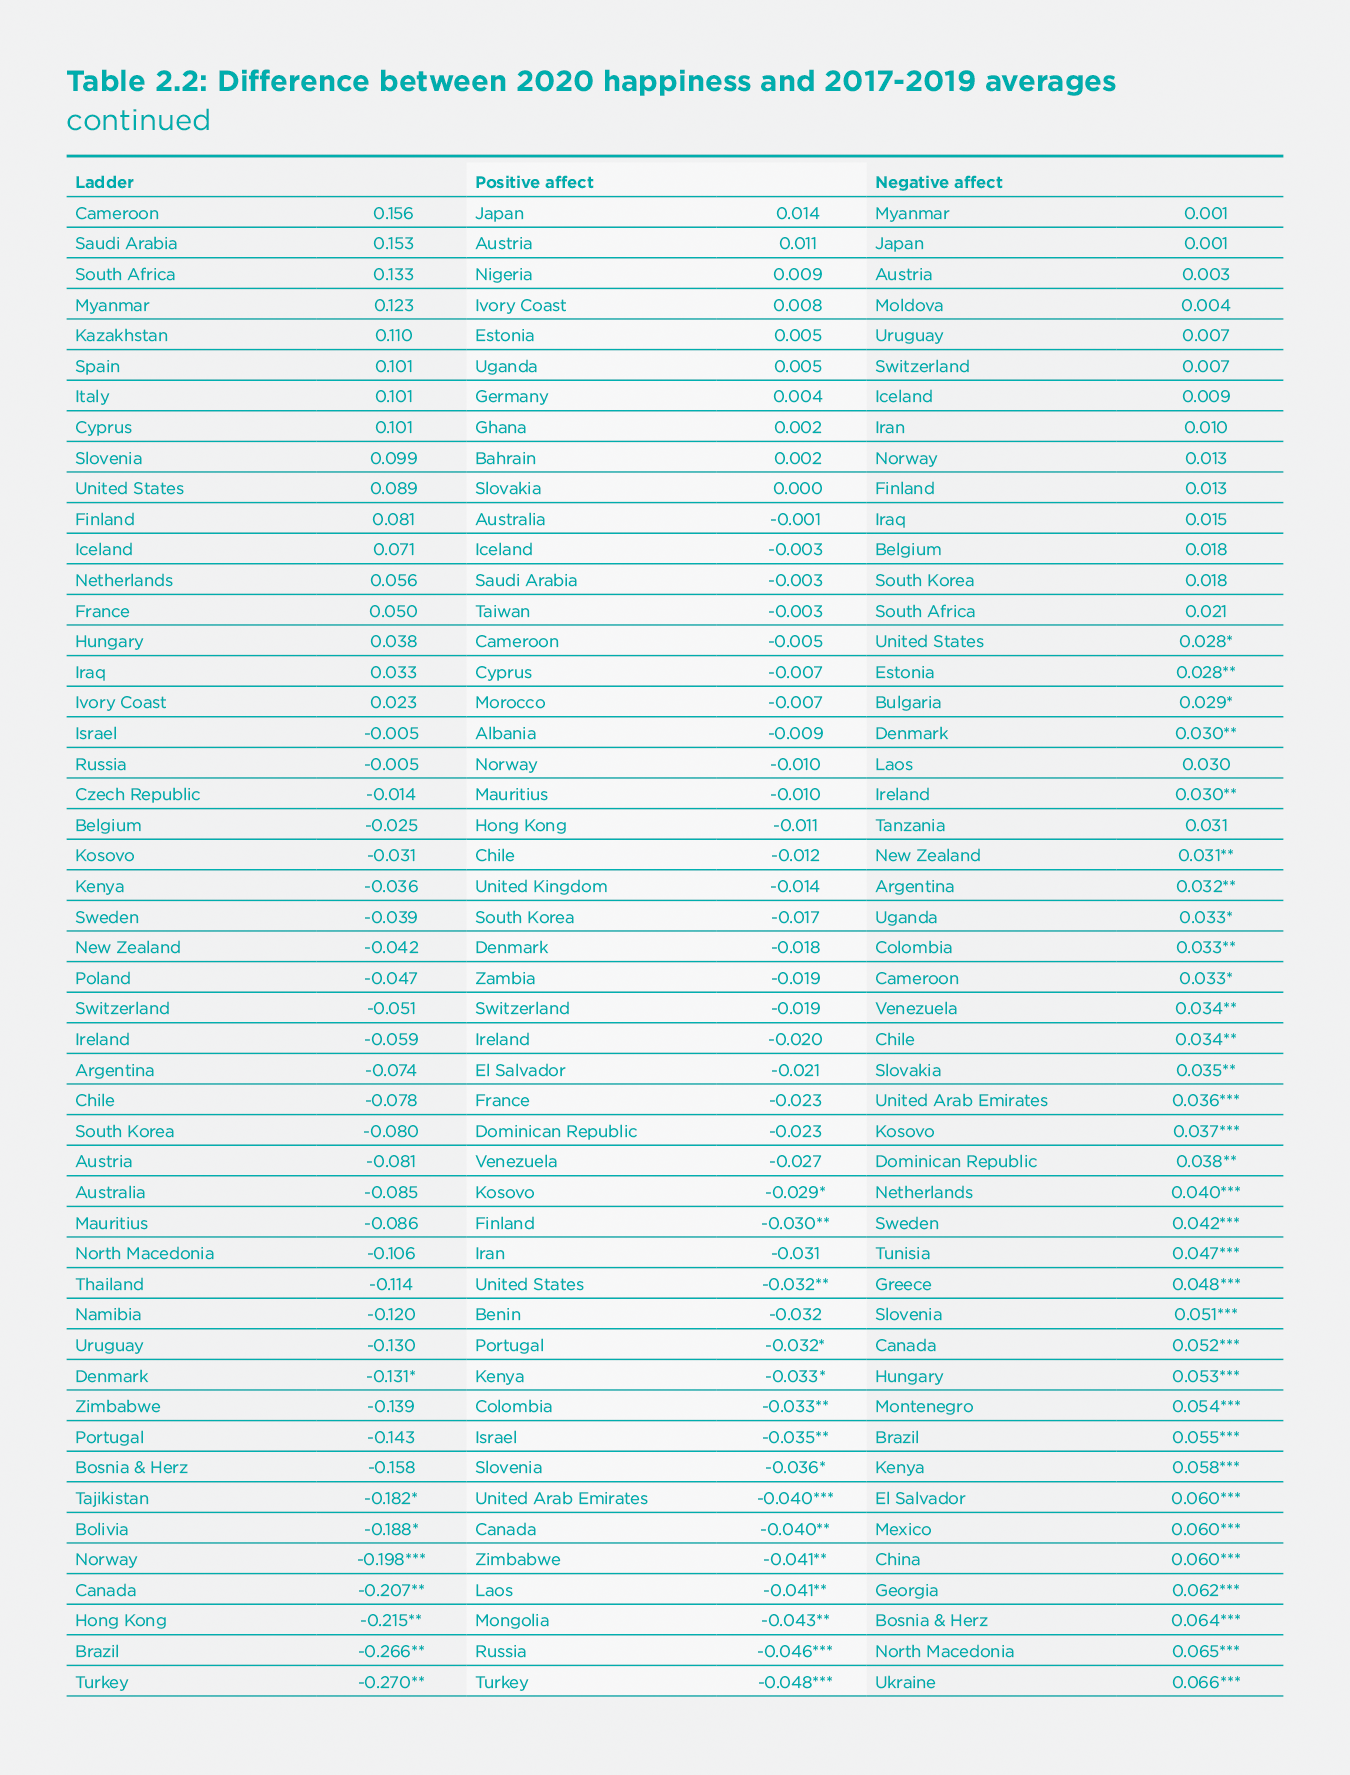 Table 2.2: Difference between 2020 happiness and 2017-2019 averages
continued
Ladder Positive affect Negative affect
Cameroon 0.156 Japan 0.014 Myanmar 0.001
Saudi Arabia 0.153 Austria 0.011 Japan 0.001
South Africa 0.133 Nigeria 0.009 Austria 0.003
Myanmar 0.123 Ivory Coast 0.008 Moldova 0.004
Kazakhstan 0.110 Estonia 0.005 Uruguay 0.007
Spain 0.101 Uganda 0.005 Switzerland 0.007
Italy 0.101 Germany 0.004 Iceland 0.009
Cyprus 0.101 Ghana 0.002 Iran 0.010
Slovenia 0.099 Bahrain 0.002 Norway 0.013
United States 0.089 Slovakia 0.000 Finland 0.013
Finland 0.081 Australia -0.001 Iraq 0.015
Iceland 0.071 Iceland -0.003 Belgium 0.018
Netherlands 0.056 Saudi Arabia -0.003 South Korea 0.018
France 0.050 Taiwan -0.003 South Africa 0.021
Hungary 0.038 Cameroon -0.005 United States 0.028*
Iraq 0.033 Cyprus -0.007 Estonia 0.028**
Ivory Coast 0.023 Morocco -0.007 Bulgaria 0.029*
Israel -0.005 Albania -0.009 Denmark 0.030**
Russia -0.005 Norway -0.010 Laos 0.030
Czech Republic -0.014 Mauritius -0.010 Ireland 0.030**
Belgium -0.025 Hong Kong -0.011 Tanzania 0.031
Kosovo -0.031 Chile -0.012 New Zealand 0.031**
Kenya -0.036 United Kingdom -0.014 Argentina 0.032**
Sweden -0.039 South Korea -0.017 Uganda 0.033*
New Zealand -0.042 Denmark -0.018 Colombia 0.033**
Poland -0.047 Zambia -0.019 Cameroon 0.033*
Switzerland -0.051 Switzerland -0.019 Venezuela 0.034**
Ireland -0.059 Ireland -0.020 Chile 0.034**
Argentina -0.074 El Salvador -0.021 Slovakia 0.035**
Chile -0.078 France -0.023 United Arab Emirates 0.036***
South Korea -0.080 Dominican Republic -0.023 Kosovo 0.037***
Austria -0.081 Venezuela -0.027 Dominican Republic 0.038**
Australia -0.085 Kosovo -0.029* Netherlands 0.040***
Mauritius -0.086 Finland -0.030** Sweden 0.042***
North Macedonia -0.106 Iran -0.031 Tunisia 0.047***
Thailand -0.114 United States -0.032** Greece 0.048***
Namibia -0.120 Benin -0.032 Slovenia 0.051***
Uruguay -0.130 Portugal -0.032* Canada 0.052***
Denmark -0.131* Kenya -0.033* Hungary 0.053***
Zimbabwe -0.139 Colombia -0.033** Montenegro 0.054***
Portugal -0.143 Israel -0.035** Brazil 0.055***
Bosnia & Herz -0.158 Slovenia -0.036* Kenya 0.058***
Tajikistan -0.182* United Arab Emirates -0.040*** El Salvador 0.060***
Bolivia -0.188* Canada -0.040** Mexico 0.060***
Norway -0.198*** Zimbabwe -0.041** China 0.060***
Canada -0.207** Laos -0.041** Georgia 0.062***
Hong Kong -0.215** Mongolia -0.043** Bosnia & Herz 0.064***
Brazil -0.266** Russia -0.046*** North Macedonia 0.065***
Turkey -0.270** Turkey -0.048*** Ukraine 0.066***